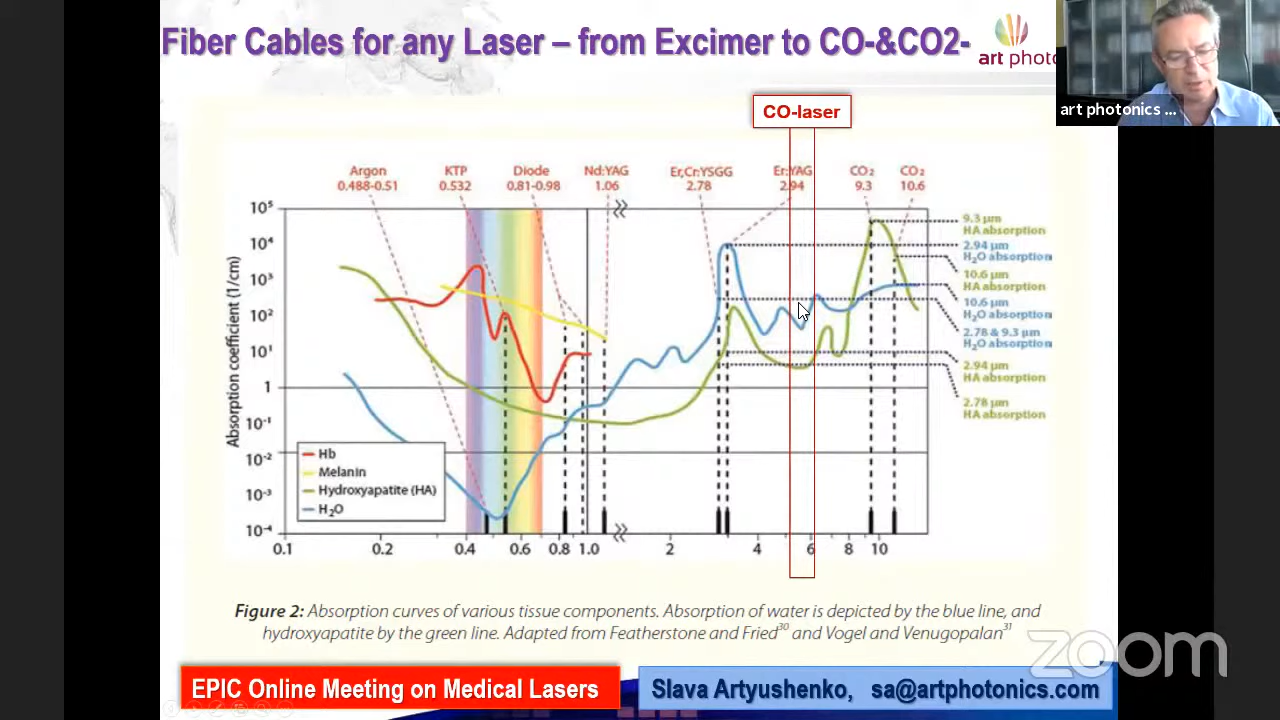 Fiber Cables for any Laser – from Excimer to CO-&CO2-
art photo
art photonics ...
CO-laser
Argon
0.488-0.51
KTP
0.532
Diode
0.81-0.98
Nd:YAG
1.06
Er,Cr:YSGG
2.78
Er:YAG
2.94
CO₂
9.3
CO₂
10.6
Absorption coefficient (1/cm)
10⁵
10⁴
10³
10²
10¹
1
10⁻¹
10⁻²
10⁻³
10⁻⁴
0.1
0.2
0.4
0.6
0.8
1.0
2
4
6
8
10
Hb
Melanin
Hydroxyapatite (HA)
H₂O
9.3 µm
HA absorption
2.94 µm
H₂O absorption
10.6 µm
HA absorption
10.6 µm
H₂O absorption
2.78 & 9.3 µm
H₂O absorption
2.94 µm
HA absorption
2.78 µm
HA absorption
Figure 2: Absorption curves of various tissue components. Absorption of water is depicted by the blue line, and
hydroxyapatite by the green line. Adapted from Featherstone and Fried³⁰ and Vogel and Venugopalan³¹
zoom
EPIC Online Meeting on Medical Lasers
Slava Artyushenko, sa@artphotonics.com